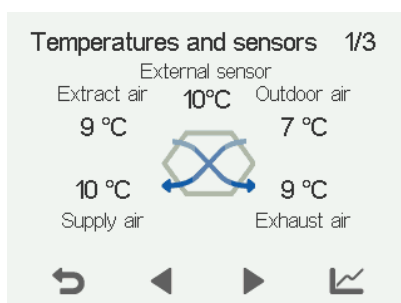 Temperatures and sensors 1/3
External sensor
Extract air 10°C Outdoor air
9 °C 7 °C
10 °C 9 °C
Supply air Exhaust air